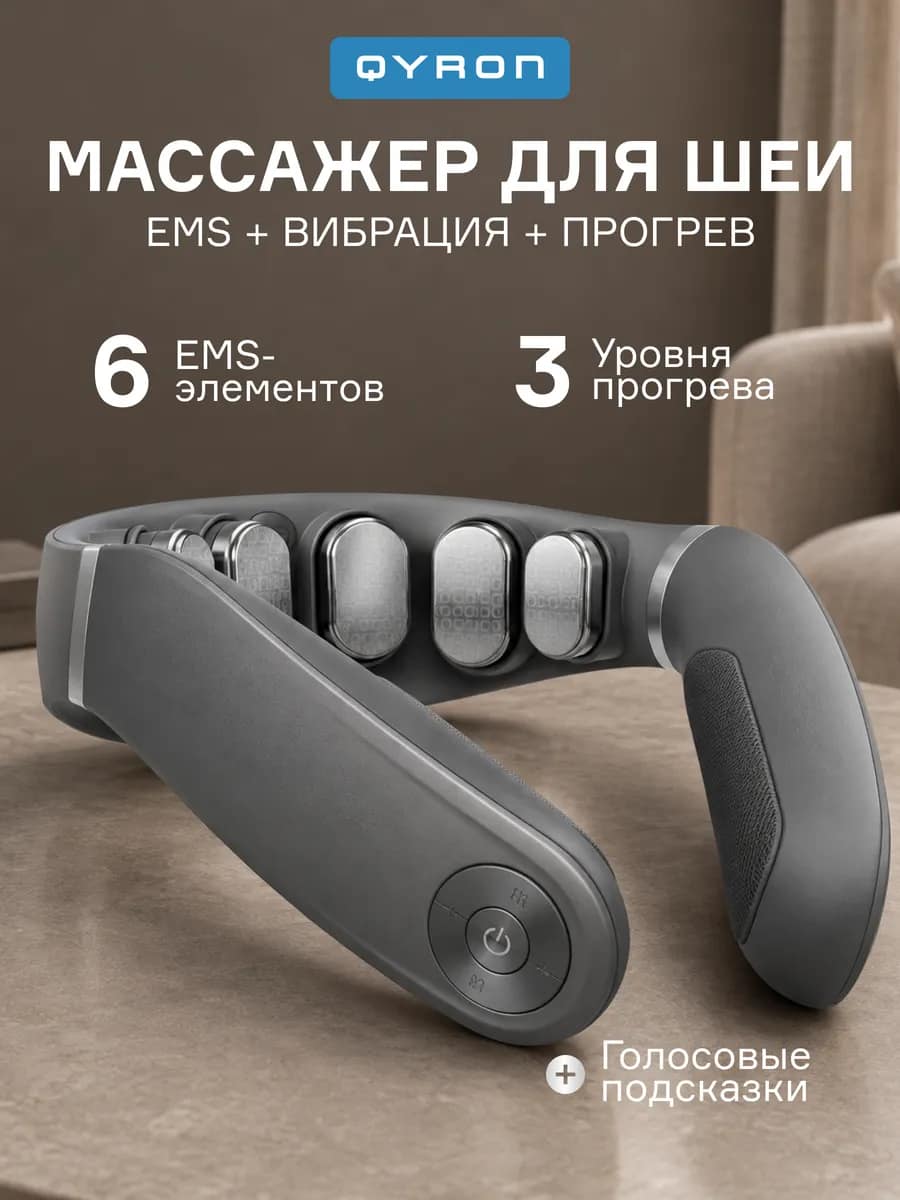 QYRON
МАССАЖЕР ДЛЯ ШЕИ
EMS + ВИБРАЦИЯ + ПРОГРЕВ
6 EMS-
элементов
3 Уровня
прогрева
+ Голосовые
подсказки